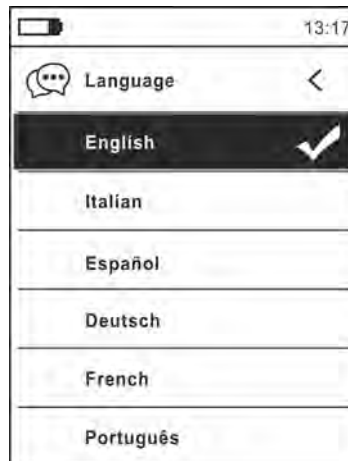 13:17
Language <
English
Italian
Español
Deutsch
French
Português